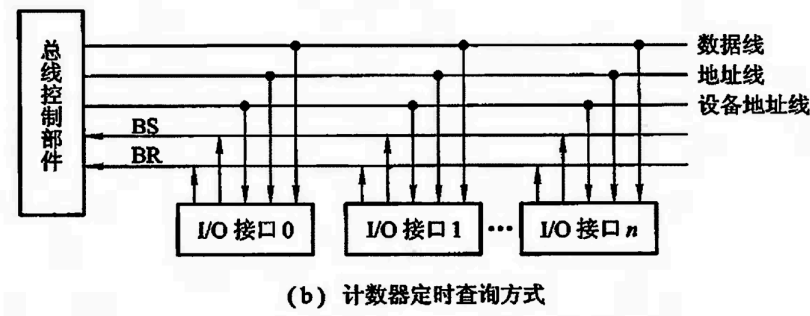 总线控制部件
数据线
地址线
设备地址线
BS
BR
I/O 接口 0
I/O 接口 1
···
I/O 接口 n
(b) 计数器定时查询方式